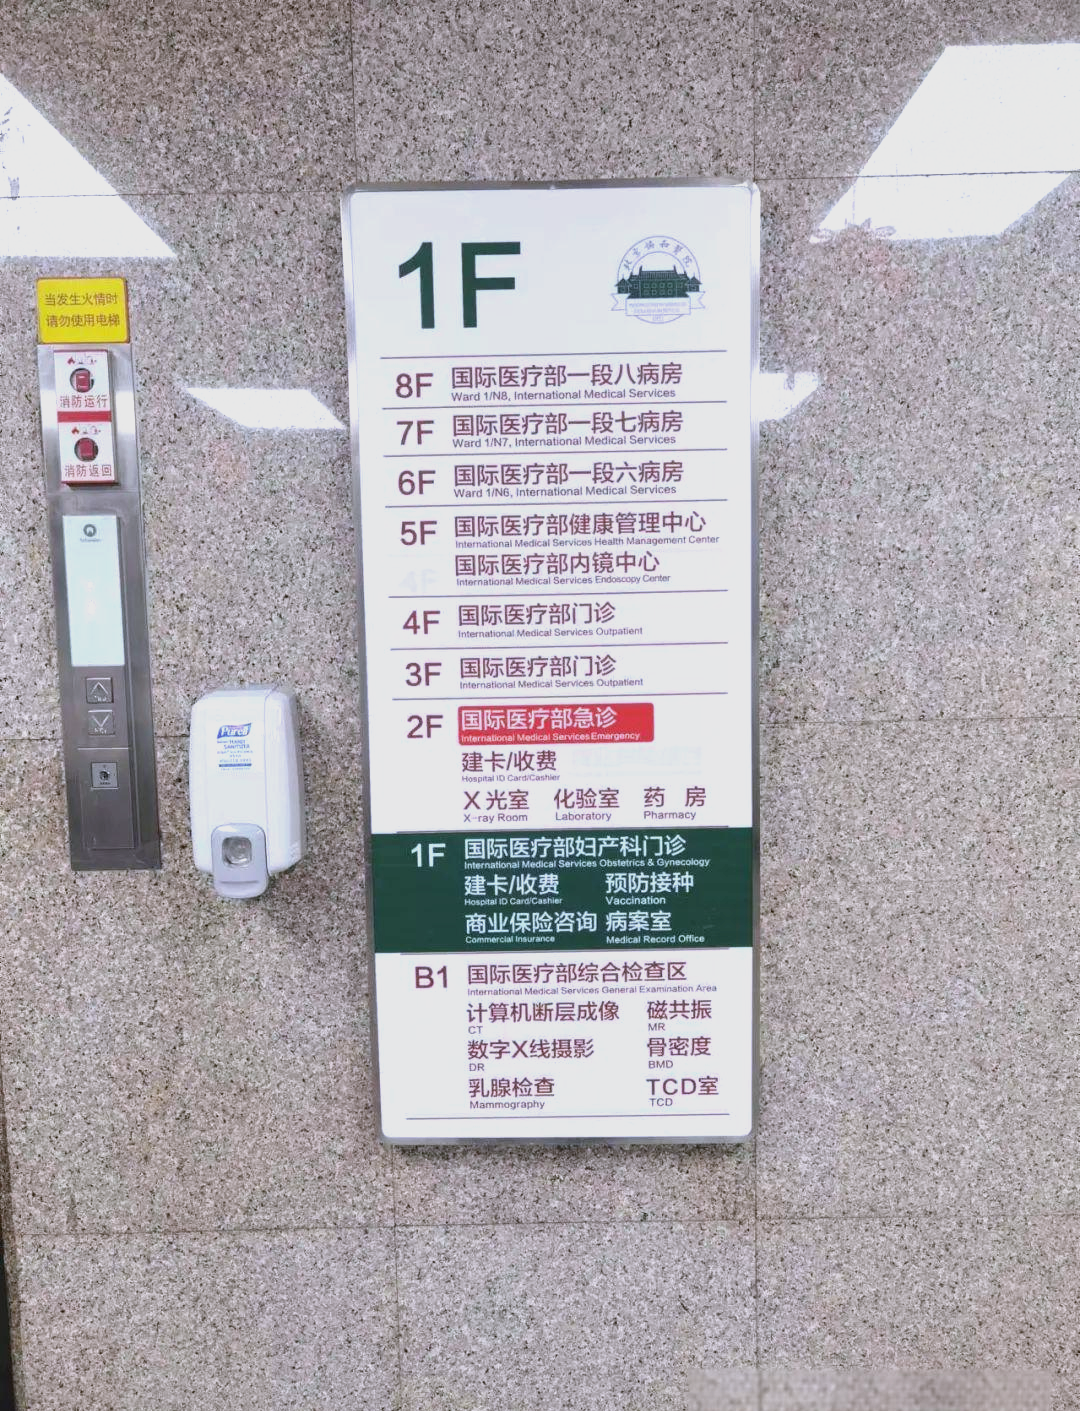 当发生火情时
请勿使用电梯
消防运行
消防返回
Purell
HAND
SANITIZER
1F
北京协和医院
8F 国际医疗部一段八病房
Ward 1/N8, International Medical Services
7F 国际医疗部一段七病房
Ward 1/N7, International Medical Services
6F 国际医疗部一段六病房
Ward 1/N6, International Medical Services
5F 国际医疗部健康管理中心
International Medical Services Health Management Center
国际医疗部内镜中心
International Medical Services Endoscopy Center
4F 国际医疗部门诊
International Medical Services Outpatient
3F 国际医疗部门诊
International Medical Services Outpatient
2F 国际医疗部急诊
International Medical Services Emergency
建卡/收费
Hospital ID Card/Cashier
X光室 化验室 药 房
X-ray Room Laboratory Pharmacy
1F 国际医疗部妇产科门诊
International Medical Services Obstetrics & Gynecology
建卡/收费 预防接种
Hospital ID Card/Cashier Vaccination
商业保险咨询 病案室
Commercial Insurance Medical Record Office
B1 国际医疗部综合检查区
International Medical Services General Examination Area
计算机断层成像 磁共振
CT MR
数字X线摄影 骨密度
DR BMD
乳腺检查 TCD室
Mammography TCD